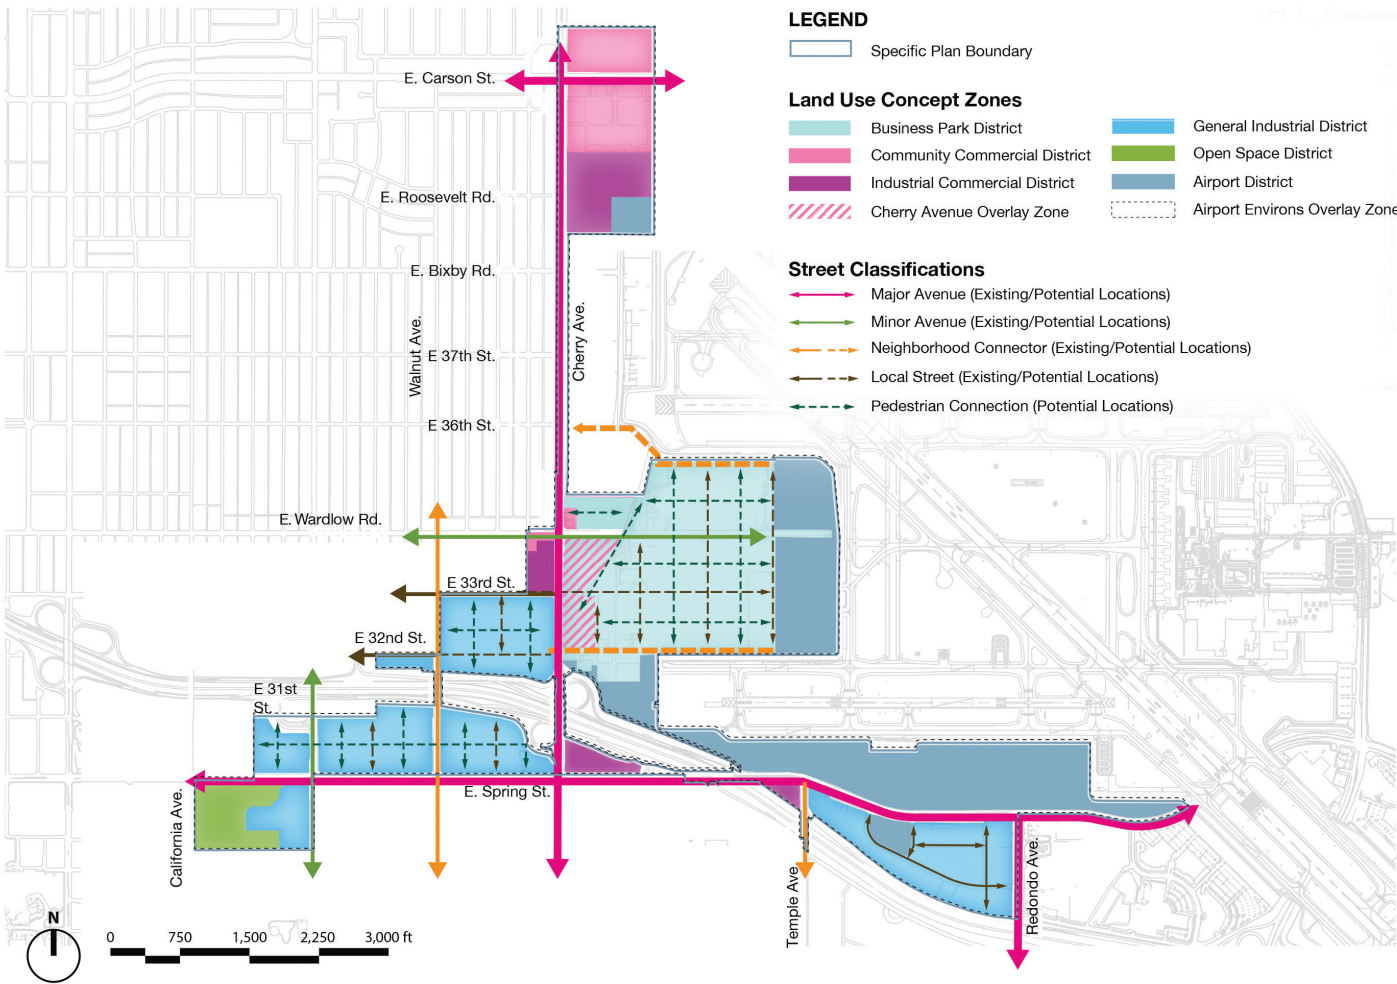 LEGEND
Specific Plan Boundary
Land Use Concept Zones
Business Park District
Community Commercial District
Industrial Commercial District
Cherry Avenue Overlay Zone
General Industrial District
Open Space District
Airport District
Airport Environs Overlay Zone
Street Classifications
Major Avenue (Existing/Potential Locations)
Minor Avenue (Existing/Potential Locations)
Neighborhood Connector (Existing/Potential Locations)
Local Street (Existing/Potential Locations)
Pedestrian Connection (Potential Locations)
E. Carson St.
E. Roosevelt Rd.
E. Bixby Rd.
Walnut Ave.
Cherry Ave.
E 37th St.
E 36th St.
E. Wardlow Rd.
E 33rd St.
E 32nd St.
E 31st
St.
E. Spring St.
California Ave.
Temple Ave.
Redondo Ave.
N
0 750 1,500 2,250 3,000 ft